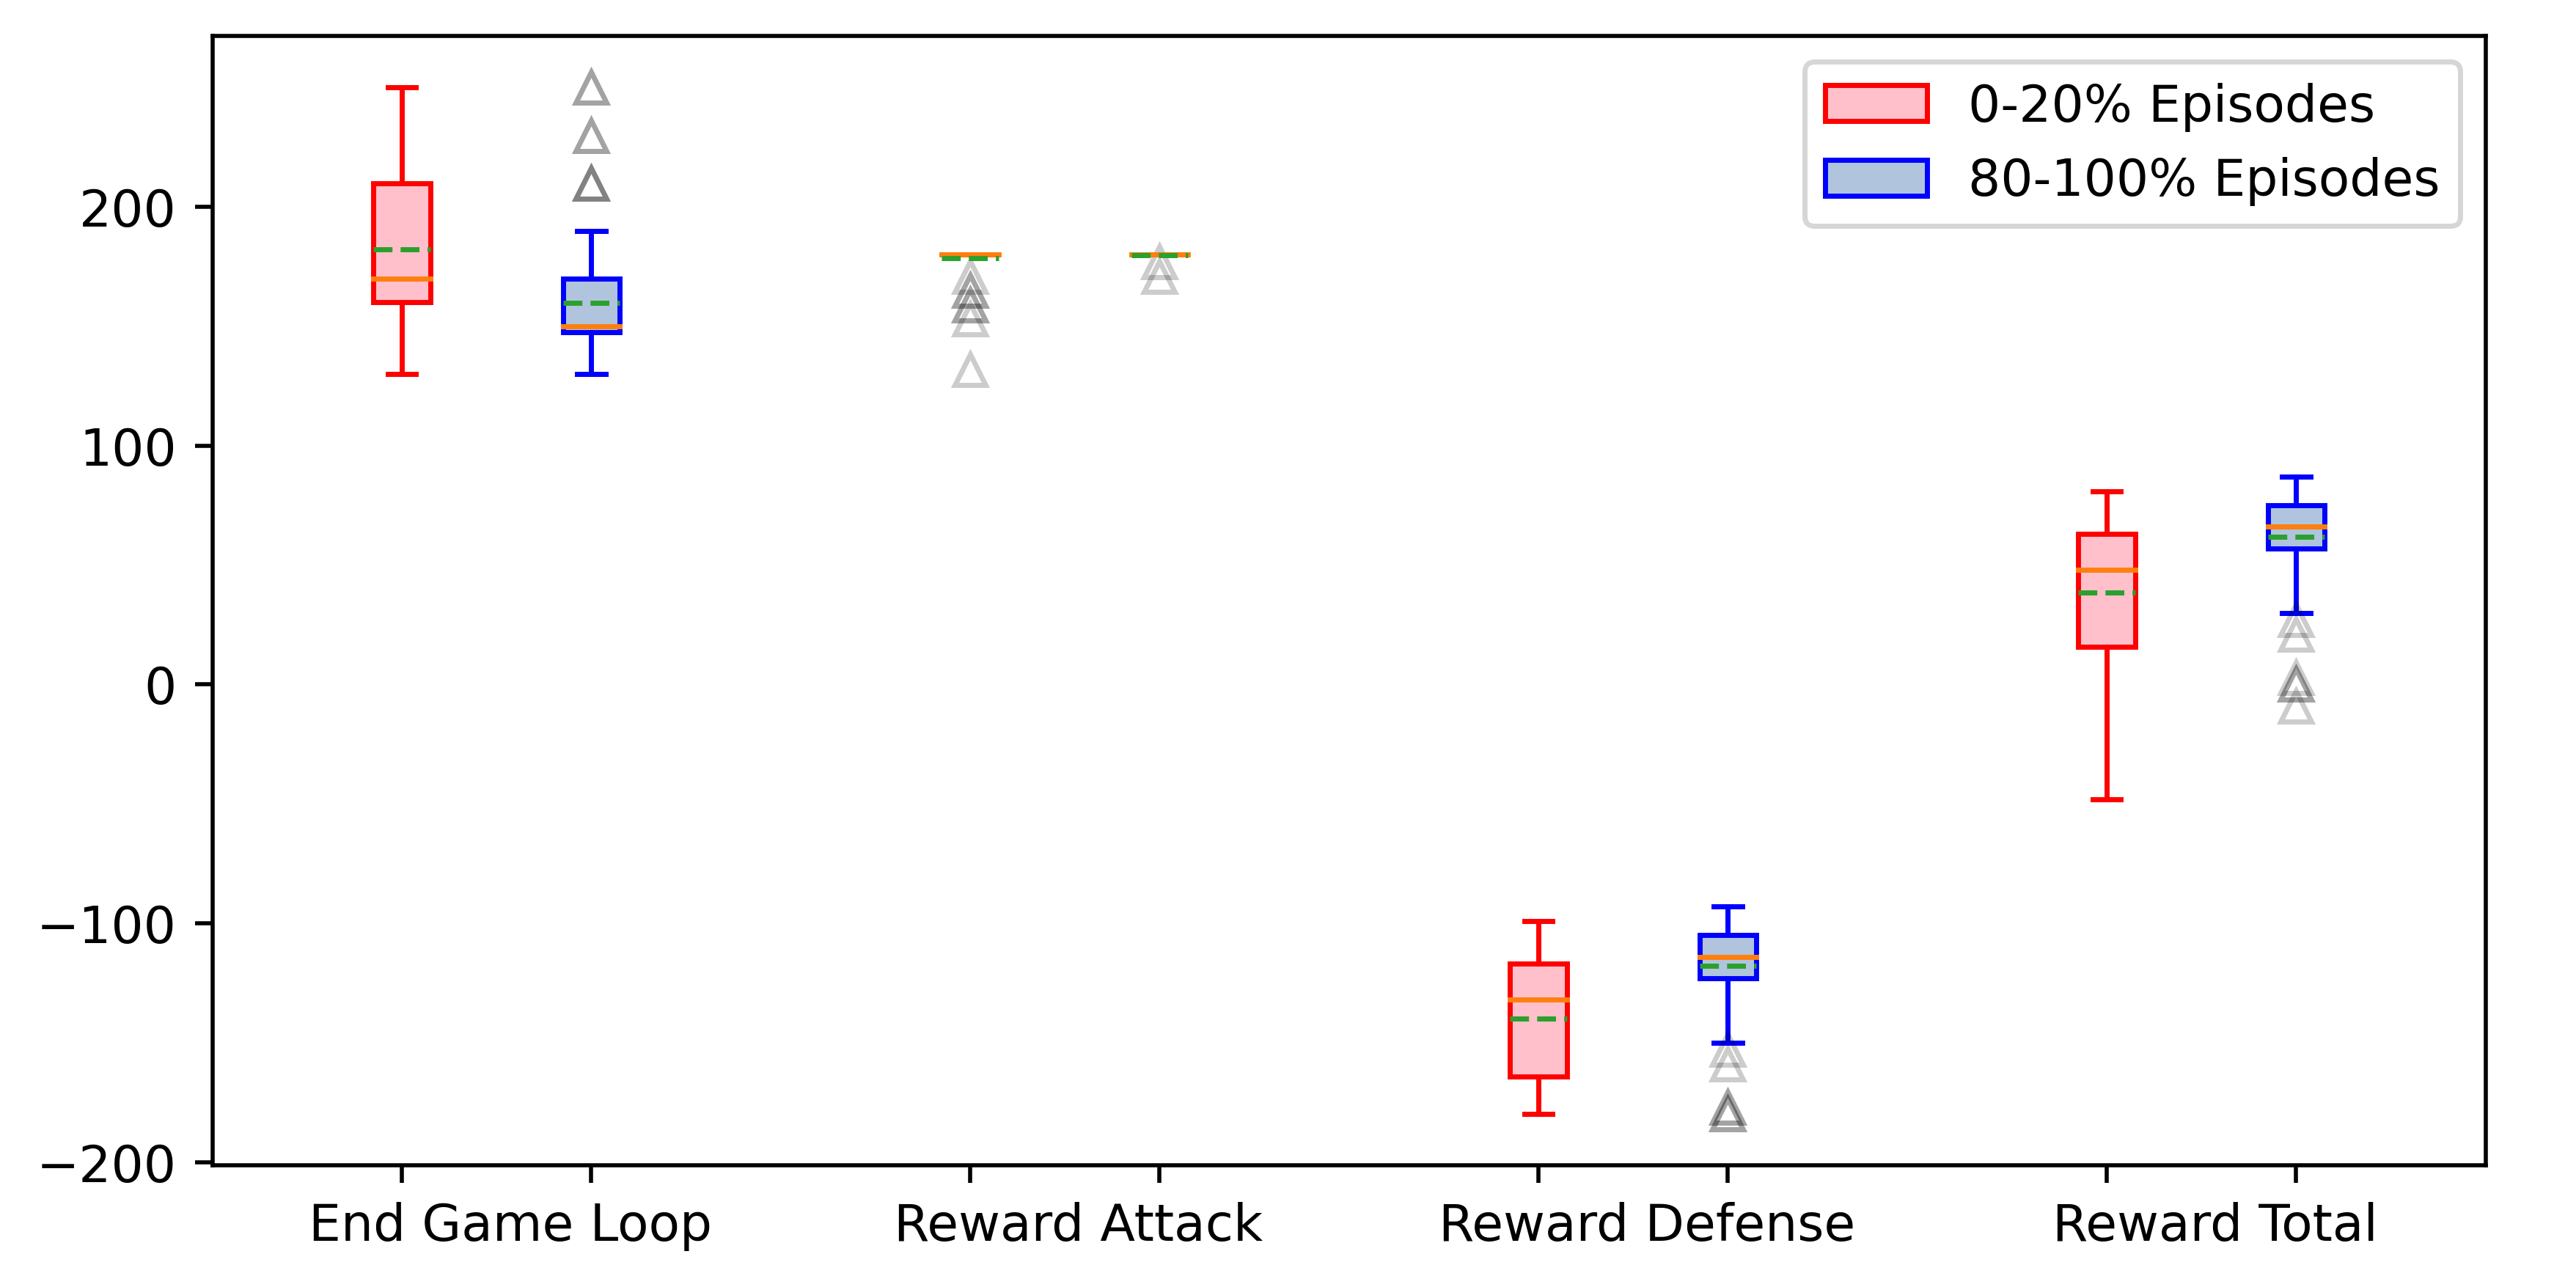 0-20% Episodes
80-100% Episodes
200
100
0
−100
−200
End Game Loop
Reward Attack
Reward Defense
Reward Total